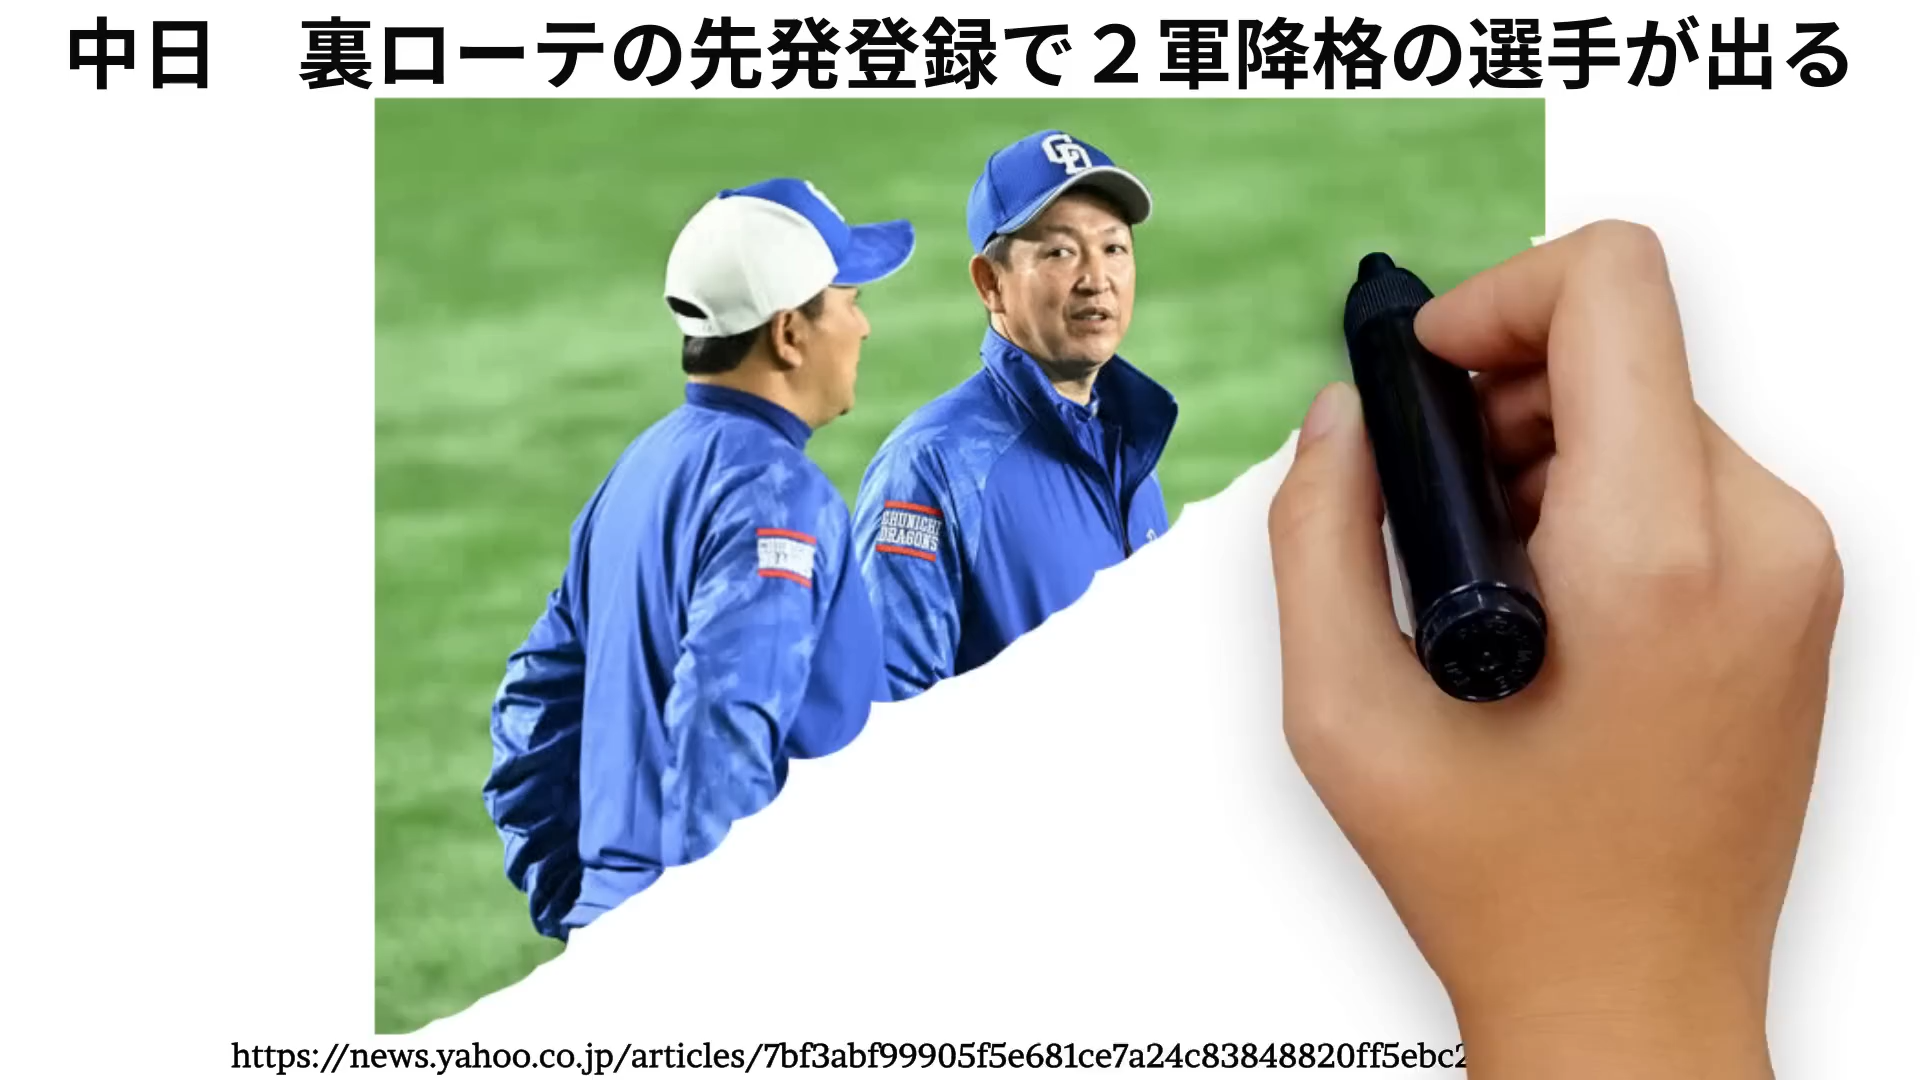 中日　裏ローテの先発登録で２軍降格の選手が出る
CD
CHUNICHI
DRAGONS
https://news.yahoo.co.jp/articles/7bf3abf99905f5e681ce7a24c83848820ff5ebc2